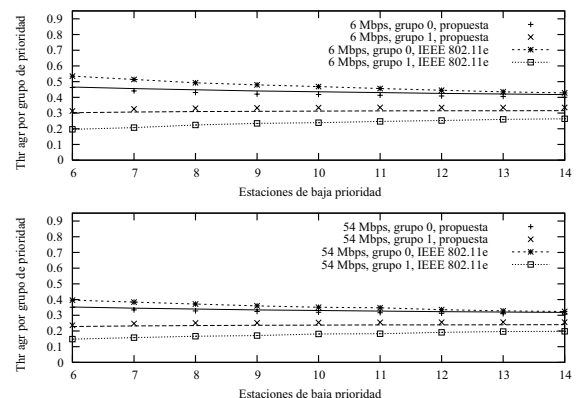 Thr agr por grupo de prioridad
0.9
0.8
0.7
0.6
0.5
0.4
0.3
0.2
0.1
0
6 Mbps, grupo 0, propuesta
6 Mbps, grupo 1, propuesta
6 Mbps, grupo 0, IEEE 802.11e
6 Mbps, grupo 1, IEEE 802.11e
6 7 8 9 10 11 12 13 14
Estaciones de baja prioridad
Thr agr por grupo de prioridad
0.9
0.8
0.7
0.6
0.5
0.4
0.3
0.2
0.1
0
54 Mbps, grupo 0, propuesta
54 Mbps, grupo 1, propuesta
54 Mbps, grupo 0, IEEE 802.11e
54 Mbps, grupo 1, IEEE 802.11e
6 7 8 9 10 11 12 13 14
Estaciones de baja prioridad